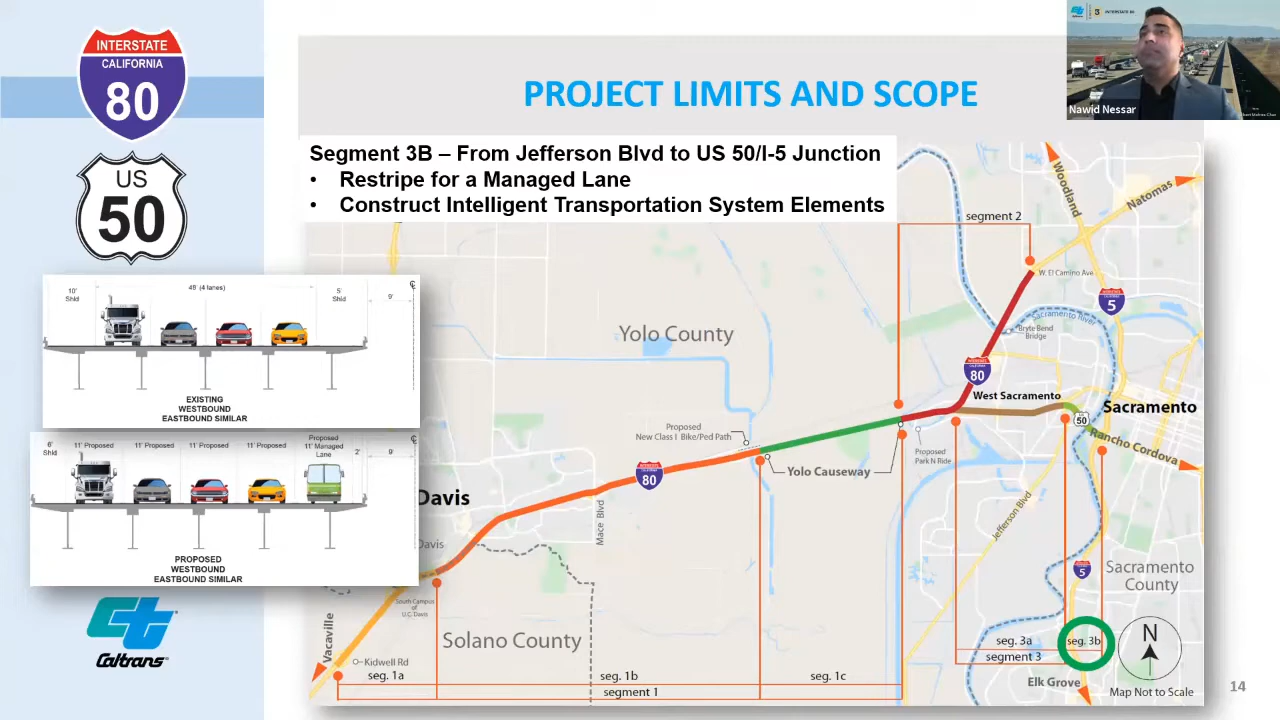 INTERSTATE
CALIFORNIA
80
US
50
PROJECT LIMITS AND SCOPE
Caltrans
INTERSTATE 80
Nawid Nessar
Segment 3B – From Jefferson Blvd to US 50/I-5 Junction
• Restripe for a Managed Lane
• Construct Intelligent Transportation System Elements
10'
Shld
48' (4 lanes)
5'
Shld
9'
EXISTING
WESTBOUND
EASTBOUND SIMILAR
6'
Shld
11' Proposed
11' Proposed
11' Proposed
11' Proposed
Proposed
11' Managed
Lane
2'
9'
PROPOSED
WESTBOUND
EASTBOUND SIMILAR
Caltrans
segment 2
Woodland
Natomas
W. El Camino Ave.
5
Sacramento River
Bryte Bend
Bridge
Yolo County
80
West Sacramento
Sacramento
50
Rancho Cordova
Proposed
New Class I Bike/Ped Path
Yolo Causeway
Proposed
Park N Ride
80
Davis
Mace Blvd
Jefferson Blvd
Davis
5
Sacramento
County
South Campus
of
U.C. Davis
Solano County
Vacaville
Kidwell Rd
seg. 1a
seg. 1b
seg. 1c
segment 1
seg. 3a
seg. 3b
segment 3
Elk Grove
N
Map Not to Scale
14